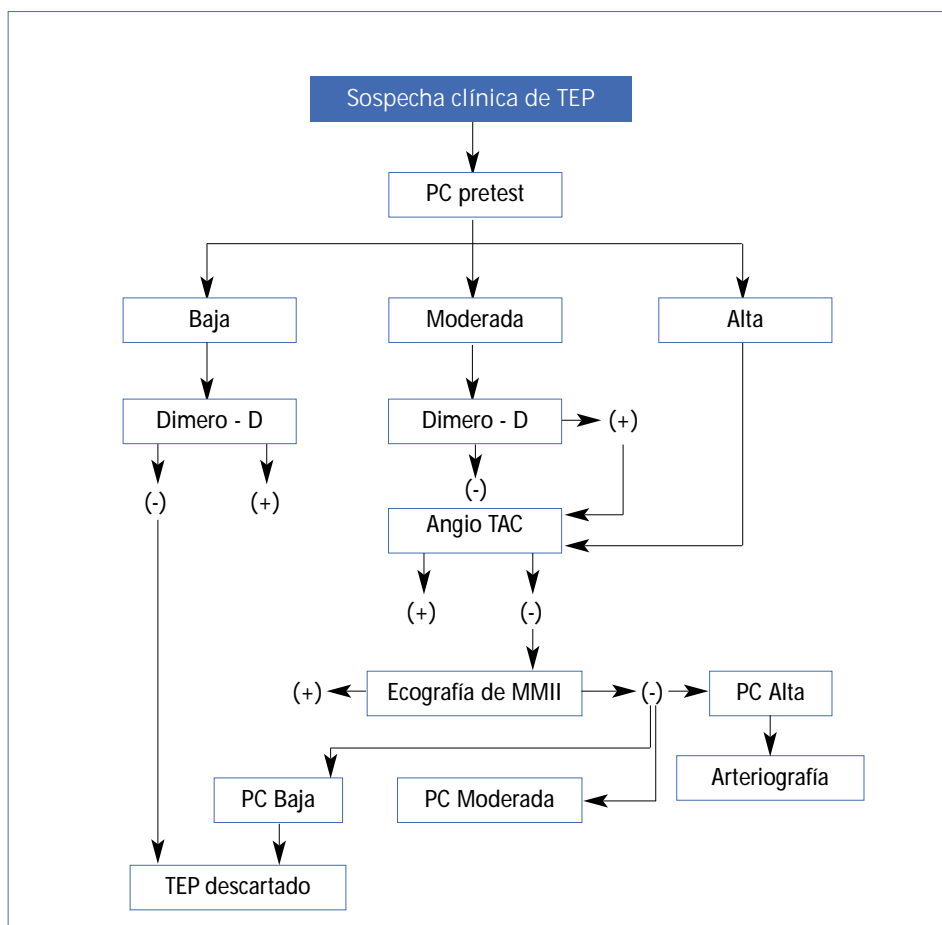 Sospecha clínica de TEP
PC pretest
Baja
Moderada
Alta
Dimero - D
Dimero - D
(+)
(-)
(+)
(-)
Angio TAC
(+)
(-)
(+)
Ecografía de MMII
(-)
PC Alta
Arteriografía
PC Baja
PC Moderada
TEP descartado